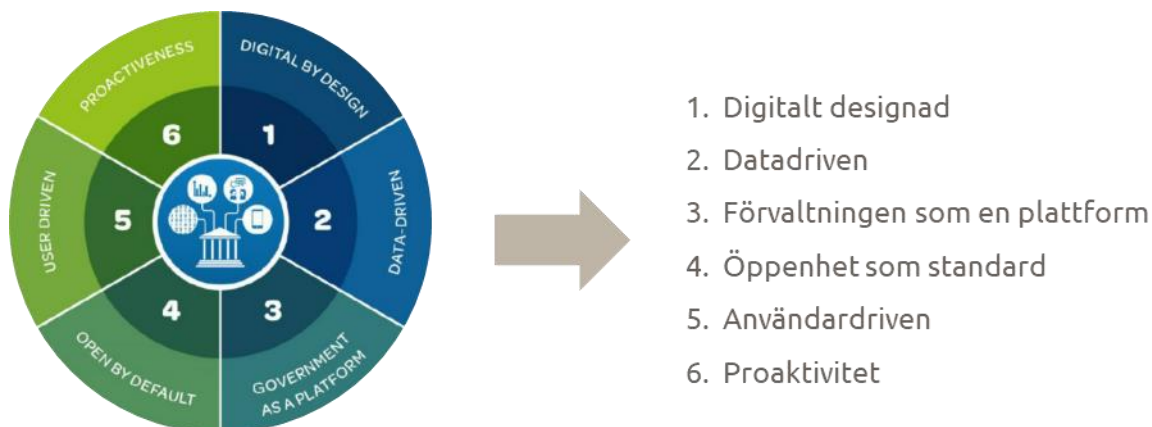 PROACTIVENESS
6
DIGITAL BY DESIGN
1
USER DRIVEN
5
2
DATA-DRIVEN
4
OPEN BY DEFAULT
3
GOVERNMENT
AS A PLATFORM
1. Digitalt designad
2. Datadriven
3. Förvaltningen som en plattform
4. Öppenhet som standard
5. Användardriven
6. Proaktivitet